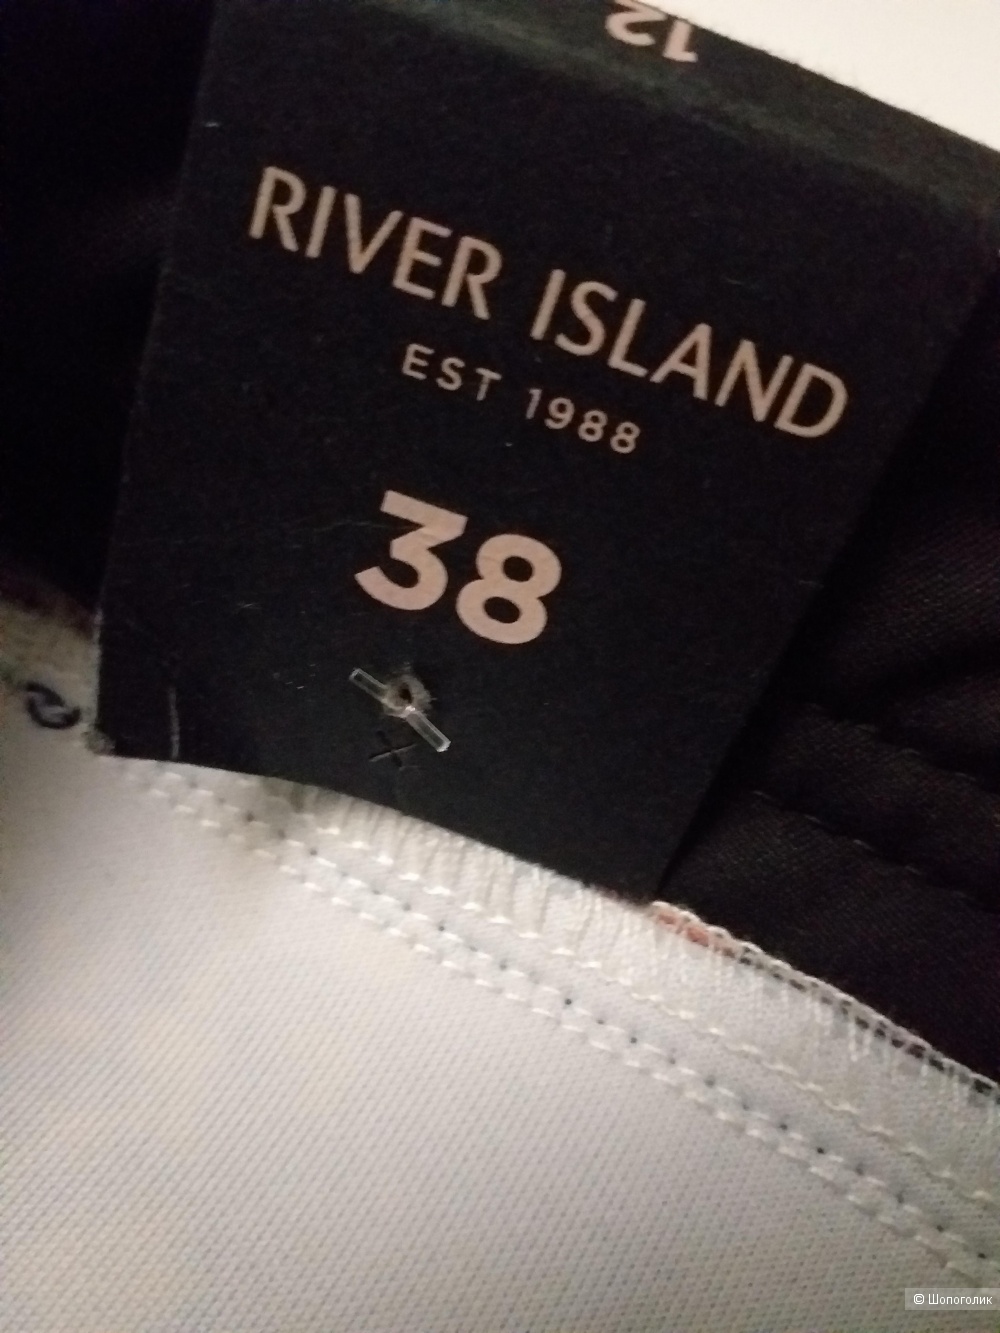 12
RIVER ISLAND
EST 1988
38
© Шопоголик